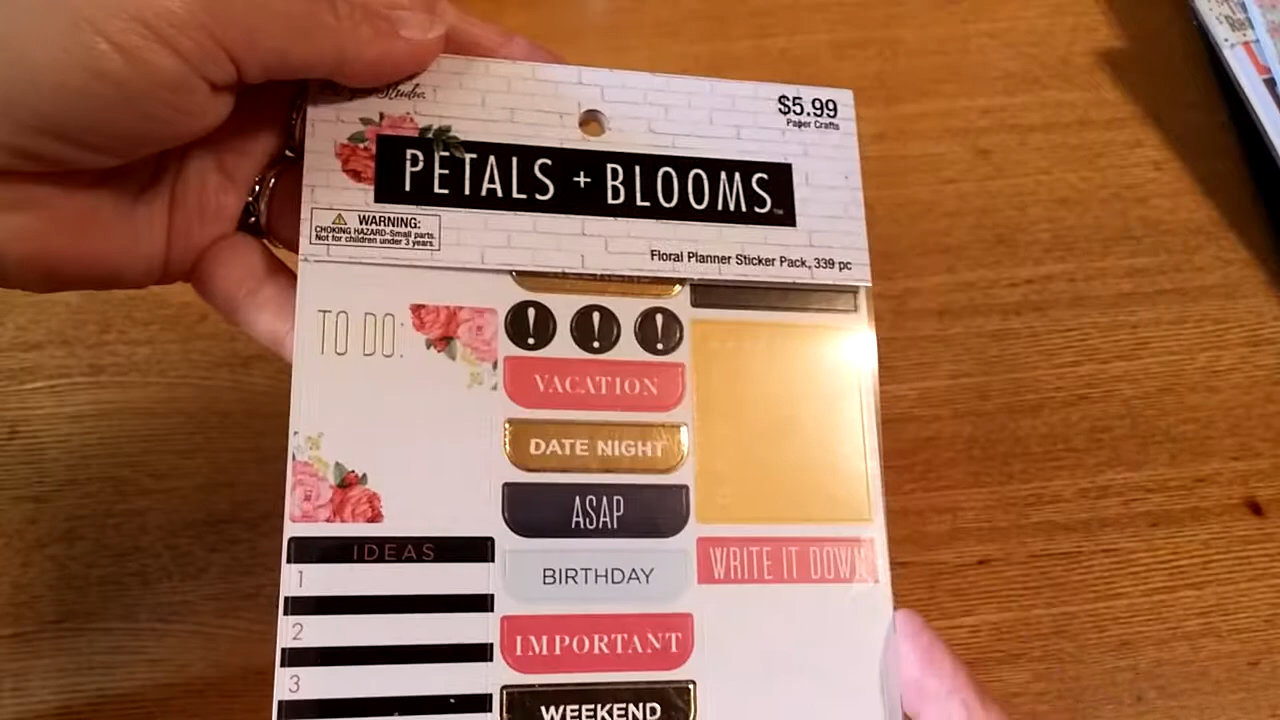 Studio
$5.99
Paper Crafts
PETALS + BLOOMS™
WARNING:
CHOKING HAZARD-Small parts.
Not for children under 3 years.
Floral Planner Sticker Pack, 339 pc
TO DO:
!
!
!
VACATION
DATE NIGHT
ASAP
IDEAS
1
BIRTHDAY
WRITE IT DOWN
2
IMPORTANT
3
WEEKEND